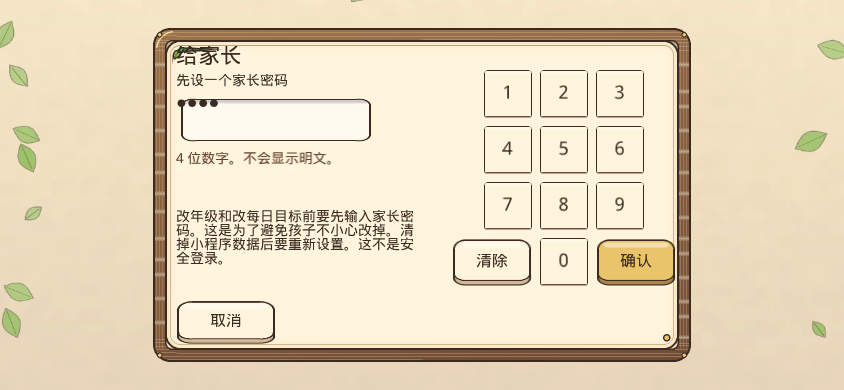 给家长
先设一个家长密码
••••
4 位数字。不会显示明文。
改年级和改每日目标前要先输入家长密
码。这是为了避免孩子不小心改掉。清
掉小程序数据后要重新设置。这不是安
全登录。
取消
1 2 3
4 5 6
7 8 9
清除 0 确认